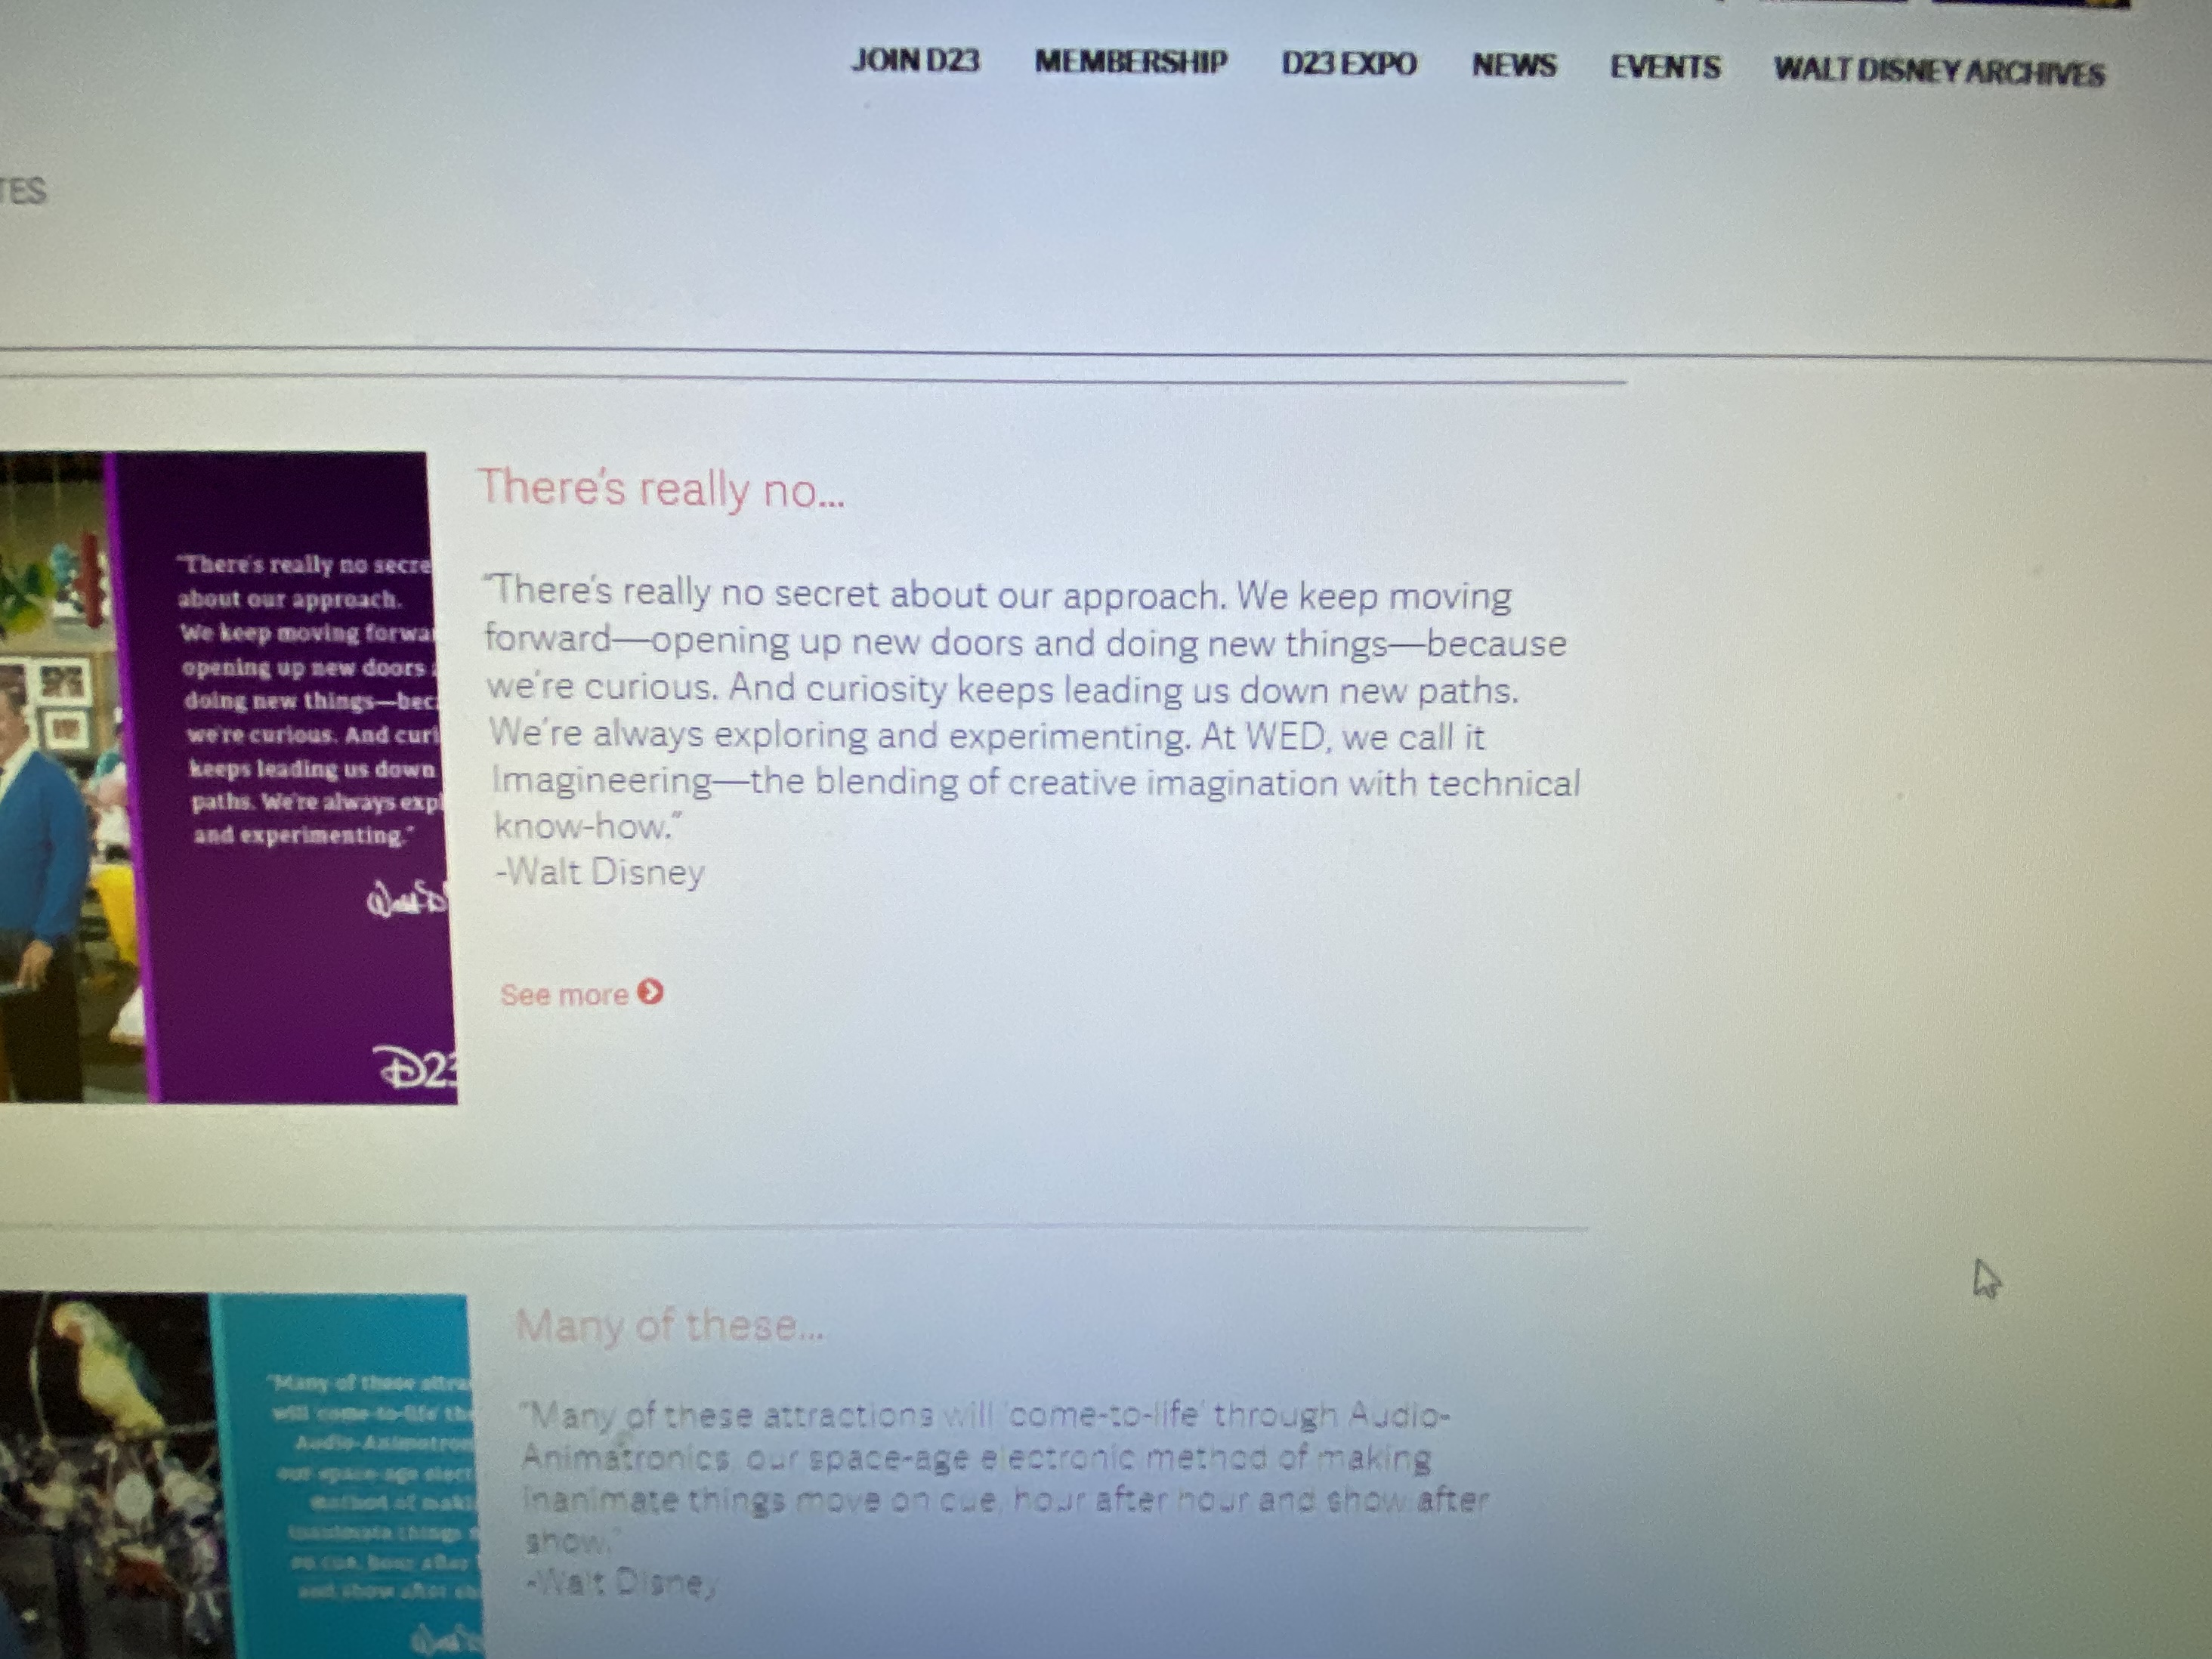 JOIN D23 MEMBERSHIP D23 EXPO NEWS EVENTS WALT DISNEY ARCHIVES
TES
"There's really no secre
about our approach.
We keep moving forwar
opening up new doors
doing new things—bec
we're curious. And curi
keeps leading us down
paths. We're always expl
and experimenting."
Walt D
D23
There's really no...
"There's really no secret about our approach. We keep moving
forward—opening up new doors and doing new things—because
we're curious. And curiosity keeps leading us down new paths.
We're always exploring and experimenting. At WED, we call it
Imagineering—the blending of creative imagination with technical
know-how."
-Walt Disney
See more
"Many of these attra
will 'come-to-life' th
Audio-Animatron
our space-age elect
method of maki
inanimate things
on cue, hour after
and show after sh
Many of these...
"Many of these attractions will 'come-to-life' through Audio-
Animatronics, our space-age electronic method of making
inanimate things move on cue, hour after hour and show after
show."
-Walt Disney